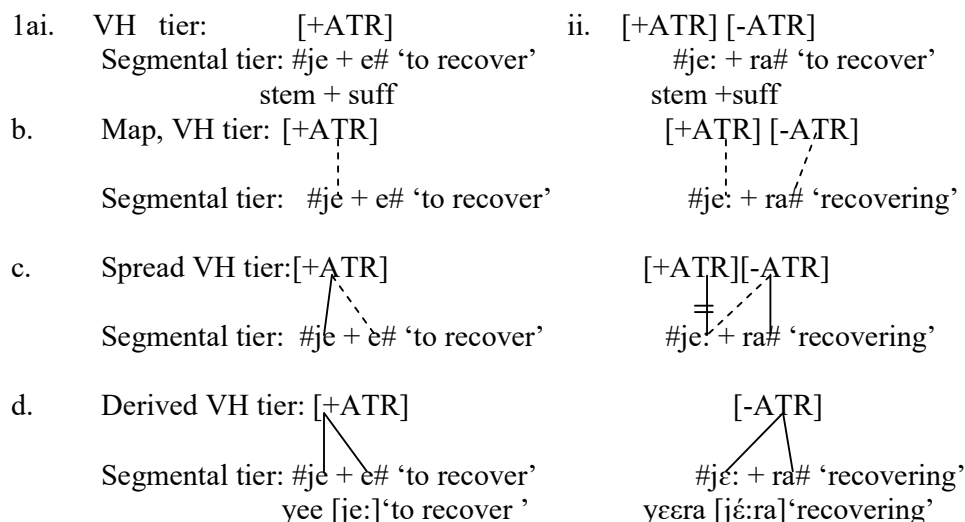 1ai. VH tier: [+ATR] ii. [+ATR] [-ATR]
Segmental tier: #je + e# ‘to recover’ #je: + ra# ‘to recover’
stem + suff stem +suff
b. Map, VH tier: [+ATR] [+ATR] [-ATR]
Segmental tier: #je + e# ‘to recover’ #je: + ra# ‘recovering’
c. Spread VH tier:[+ATR] [+ATR][-ATR]
Segmental tier: #je + e# ‘to recover’ #je: + ra# ‘recovering’
d. Derived VH tier: [+ATR] [-ATR]
Segmental tier: #je + e# ‘to recover’ #jɛ: + ra# ‘recovering’
yee [je:]‘to recover ’ yɛɛra [jɛ́:ra]‘recovering’